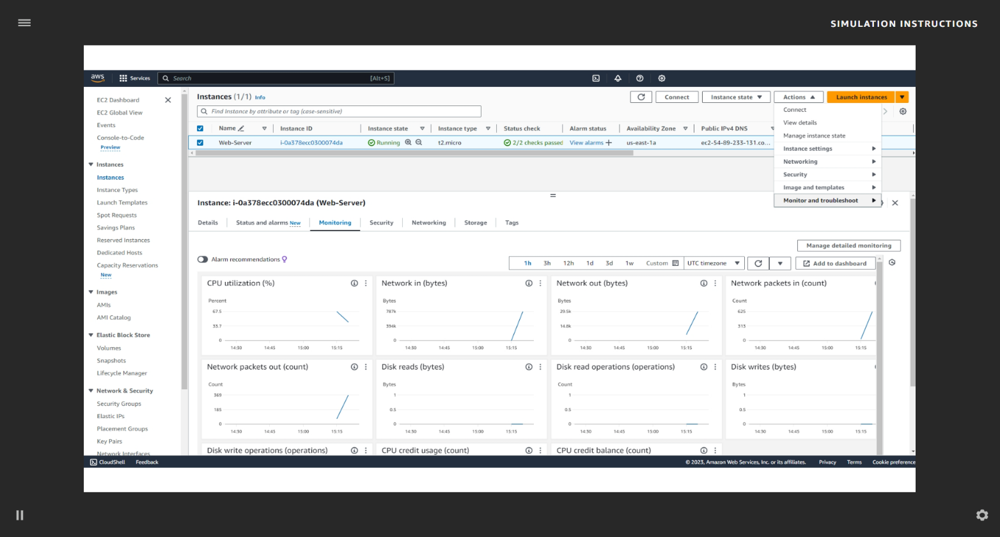 SIMULATION INSTRUCTIONS
aws
Services
Search
[Alt+S]
EC2 Dashboard
EC2 Global View
Events
Console-to-Code
Preview
Instances
Instances
Instance Types
Launch Templates
Spot Requests
Savings Plans
Reserved Instances
Dedicated Hosts
Capacity Reservations
New
Images
AMIs
AMI Catalog
Elastic Block Store
Volumes
Snapshots
Lifecycle Manager
Network & Security
Security Groups
Elastic IPs
Placement Groups
Key Pairs
Network Interfaces
Instances (1/1) Info
Connect
Instance state
Actions
Launch instances
Find Instance by attribute or tag (case-sensitive)
Name Instance ID Instance state Instance type Status check Alarm status Availability Zone Public IPv4 DNS
Web-Server i-0a378ecc0300074da Running t2.micro 2/2 checks passed View alarms + us-east-1a ec2-54-89-233-131.co...
Connect
View details
Manage instance state
Instance settings
Networking
Security
Image and templates
Monitor and troubleshoot
Instance: i-0a378ecc0300074da (Web-Server)
Details
Status and alarms New
Monitoring
Security
Networking
Storage
Tags
Manage detailed monitoring
Alarm recommendations
1h 3h 12h 1d 3d 1w Custom UTC timezone
Add to dashboard
CPU utilization (%)
Percent
67.5
33.7
0
14:30 14:45 15:00 15:15
Network in (bytes)
Bytes
787k
394k
0
14:30 14:45 15:00 15:15
Network out (bytes)
Bytes
29.5k
14.8k
0
14:30 14:45 15:00 15:15
Network packets in (count)
Count
625
313
0
14:30 14:45 15:00 15:15
Network packets out (count)
Count
369
185
0
14:30 14:45 15:00 15:15
Disk reads (bytes)
Bytes
1
0.5
0
14:30 14:45 15:00 15:15
Disk read operations (operations)
Count
1
0.5
0
14:30 14:45 15:00 15:15
Disk writes (bytes)
Bytes
1
0.5
0
14:30 14:45 15:00 15:15
Disk write operations (operations)
CPU credit usage (count)
CPU credit balance (count)
CloudShell
Feedback
© 2023, Amazon Web Services, Inc. or its affiliates.
Privacy
Terms
Cookie preference